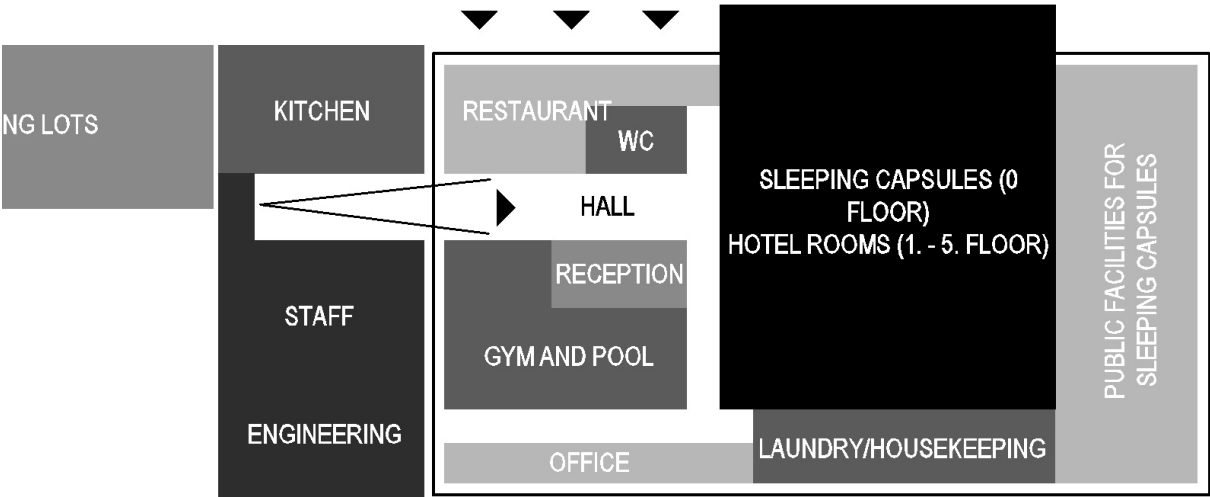 NG LOTS
KITCHEN
RESTAURANT
WC
HALL
RECEPTION
STAFF
GYM AND POOL
ENGINEERING
OFFICE
SLEEPING CAPSULES (0
FLOOR)
HOTEL ROOMS (1. - 5. FLOOR)
LAUNDRY/HOUSEKEEPING
PUBLIC FACILITIES FOR
SLEEPING CAPSULES